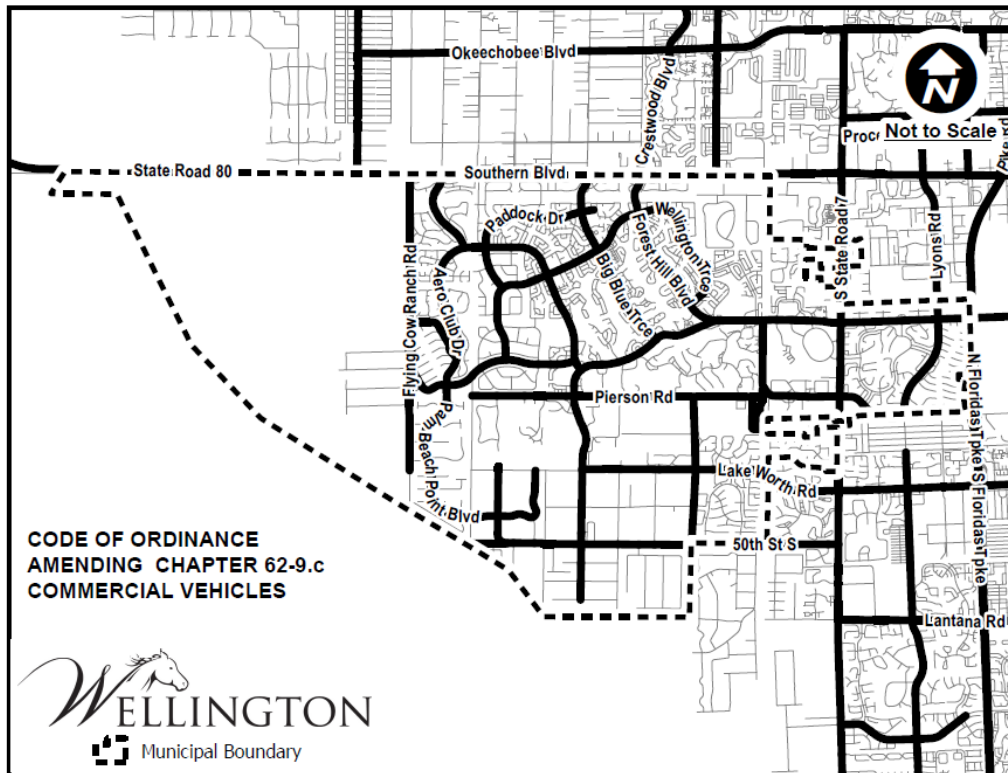 Okeechobee Blvd
Crestwood Blvd
N
Not to Scale
State Road 80
Southern Blvd
Paddock Dr
Wellington Trce
Forest Hill Blvd
Big Blue Trce
S State Road 7
Lyons Rd
Flying Cow Ranch Rd
Aero Club Dr
Pierson Rd
N Floridas Tpke
S Floridas Tpke
Palm Beach Point Blvd
Lake Worth Rd
50th St S
Lantana Rd
CODE OF ORDINANCE
AMENDING CHAPTER 62-9.c
COMMERCIAL VEHICLES
WELLINGTON
Municipal Boundary